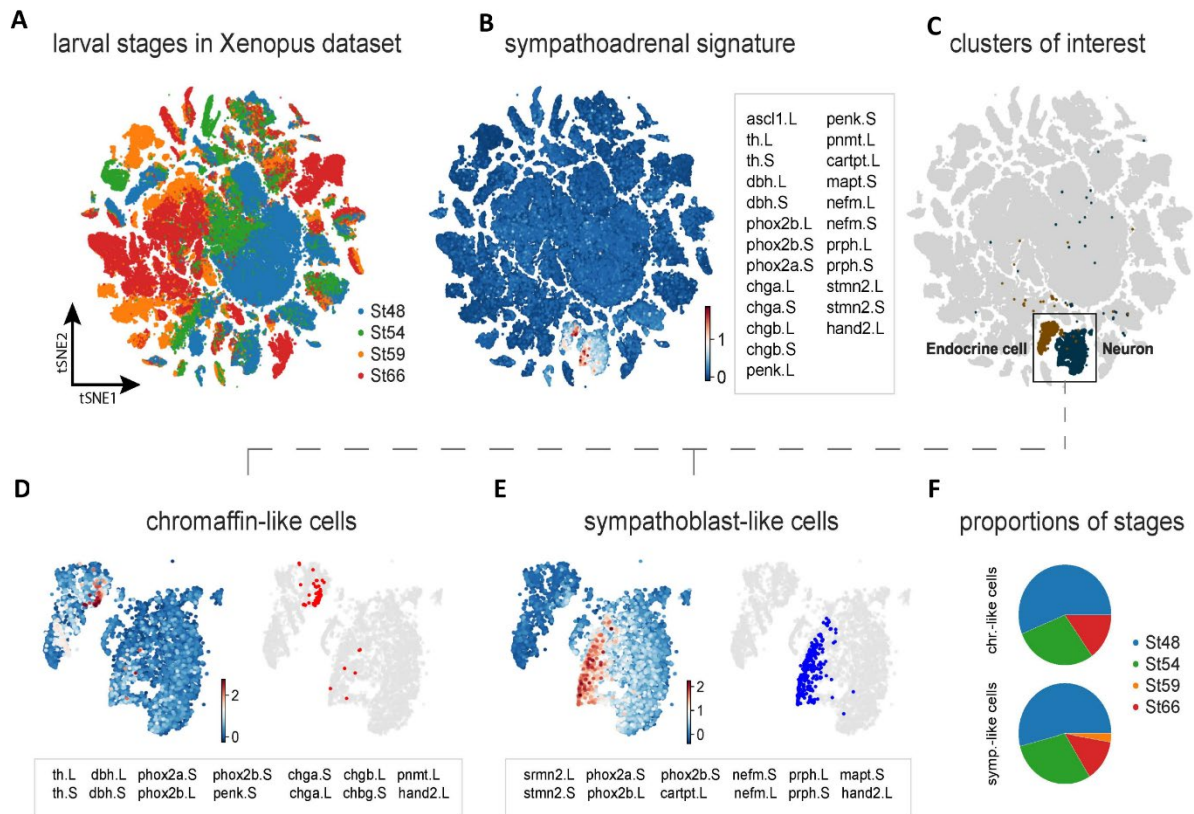 A
larval stages in Xenopus dataset
St48
St54
St59
St66
tSNE2
tSNE1
B
sympathoadrenal signature
1
0
ascl1.L penk.S
th.L pnmt.L
th.S cartpt.L
dbh.L mapt.S
dbh.S nefm.L
phox2b.L nefm.S
phox2b.S prph.L
phox2a.S prph.S
chga.L stmn2.L
chga.S stmn2.S
chgb.L hand2.L
chgb.S
penk.L
C
clusters of interest
Endocrine cell
Neuron
D
chromaffin-like cells
2
0
th.L dbh.L phox2a.S phox2b.S chga.S chgb.L pnmt.L
th.S dbh.S phox2b.L penk.S chga.L chbg.S hand2.L
E
sympathoblast-like cells
2
1
0
srmn2.L phox2a.S phox2b.S nefm.S prph.L mapt.S
stmn2.S phox2b.L cartpt.L nefm.L prph.S hand2.L
F
proportions of stages
chr.-like cells
symp.-like cells
St48
St54
St59
St66